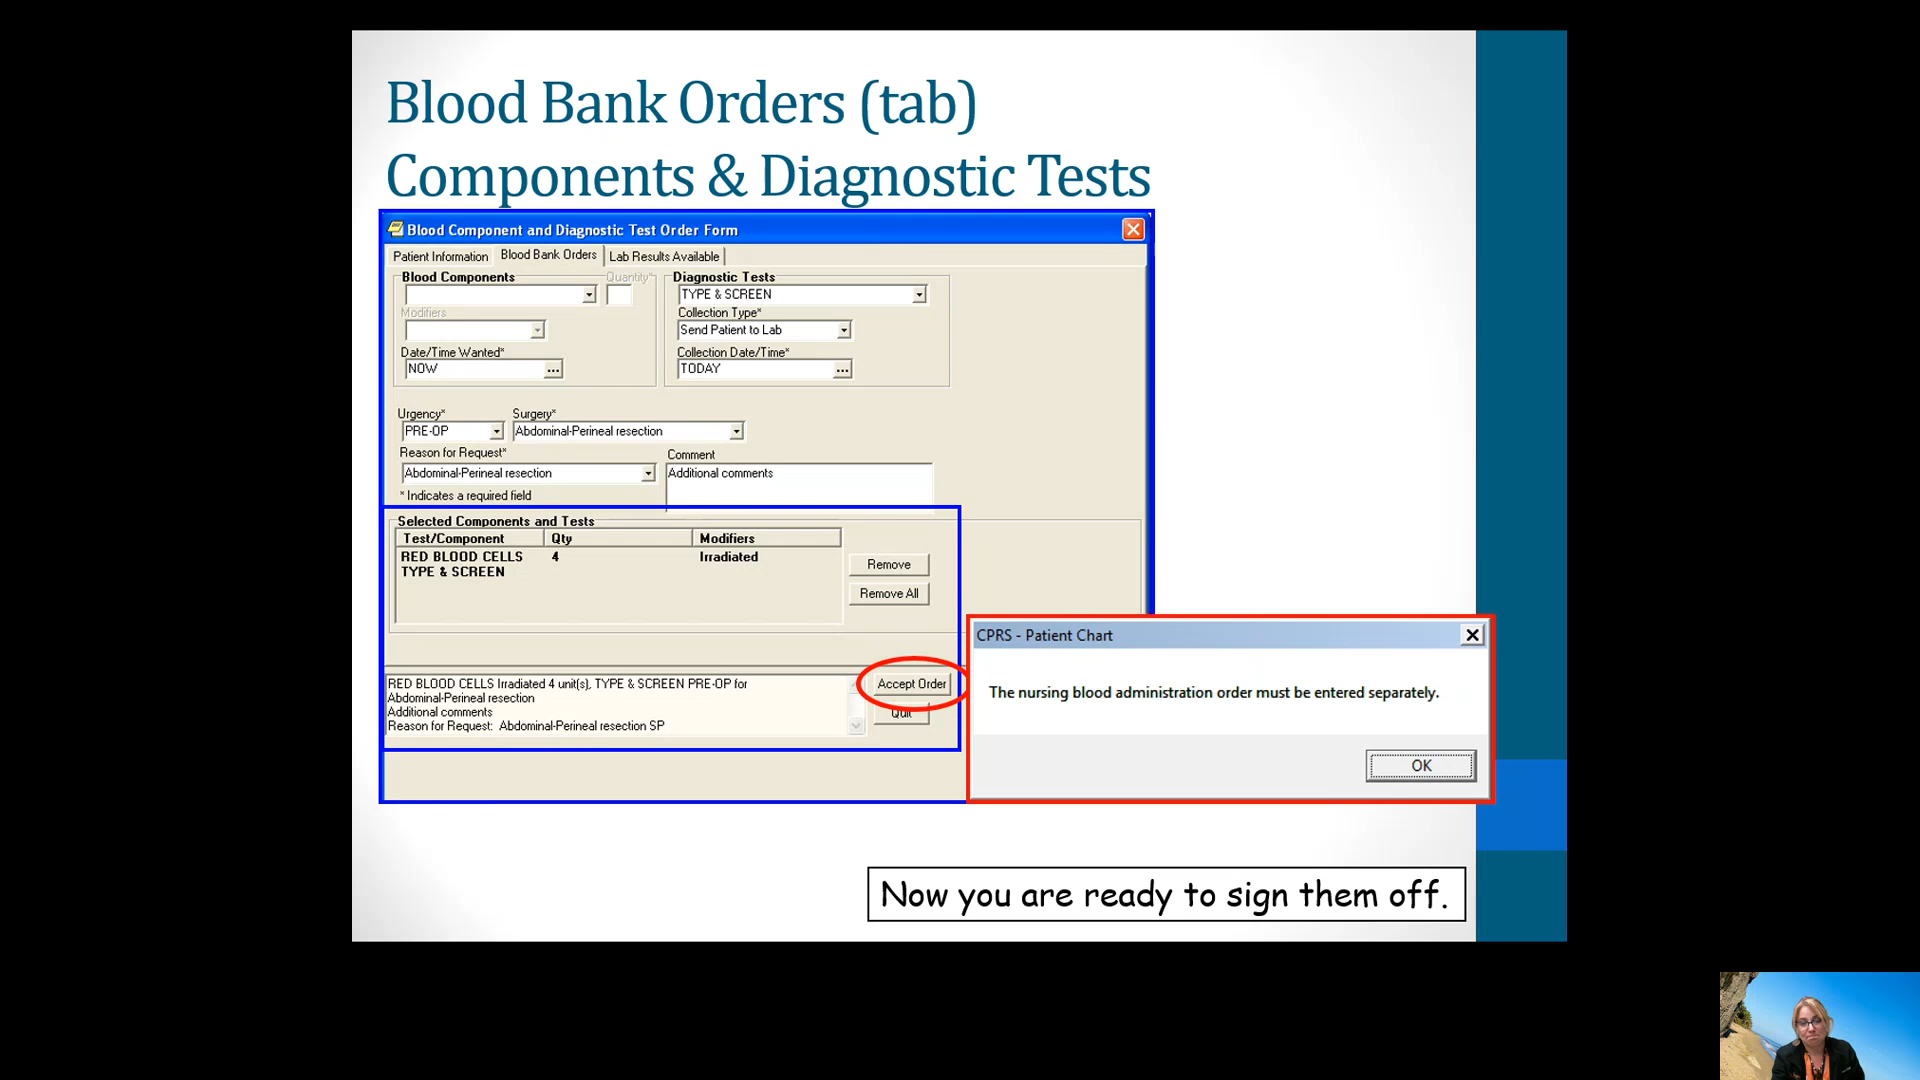 Blood Bank Orders (tab)
Components & Diagnostic Tests
Blood Component and Diagnostic Test Order Form
Patient Information Blood Bank Orders Lab Results Available
Blood Components Quantity* Diagnostic Tests
TYPE & SCREEN
Modifiers Collection Type*
Send Patient to Lab
Date/Time Wanted* Collection Date/Time*
NOW ... TODAY ...
Urgency* Surgery*
PRE-OP Abdominal-Perineal resection
Reason for Request* Comment
Abdominal-Perineal resection Additional comments
* Indicates a required field
Selected Components and Tests
Test/Component Qty Modifiers
RED BLOOD CELLS 4 Irradiated
TYPE & SCREEN
Remove
Remove All
RED BLOOD CELLS Irradiated 4 unit(s), TYPE & SCREEN PRE-OP for
Abdominal-Perineal resection
Additional comments
Reason for Request: Abdominal-Perineal resection SP
Accept Order
Quit
CPRS - Patient Chart
The nursing blood administration order must be entered separately.
OK
Now you are ready to sign them off.